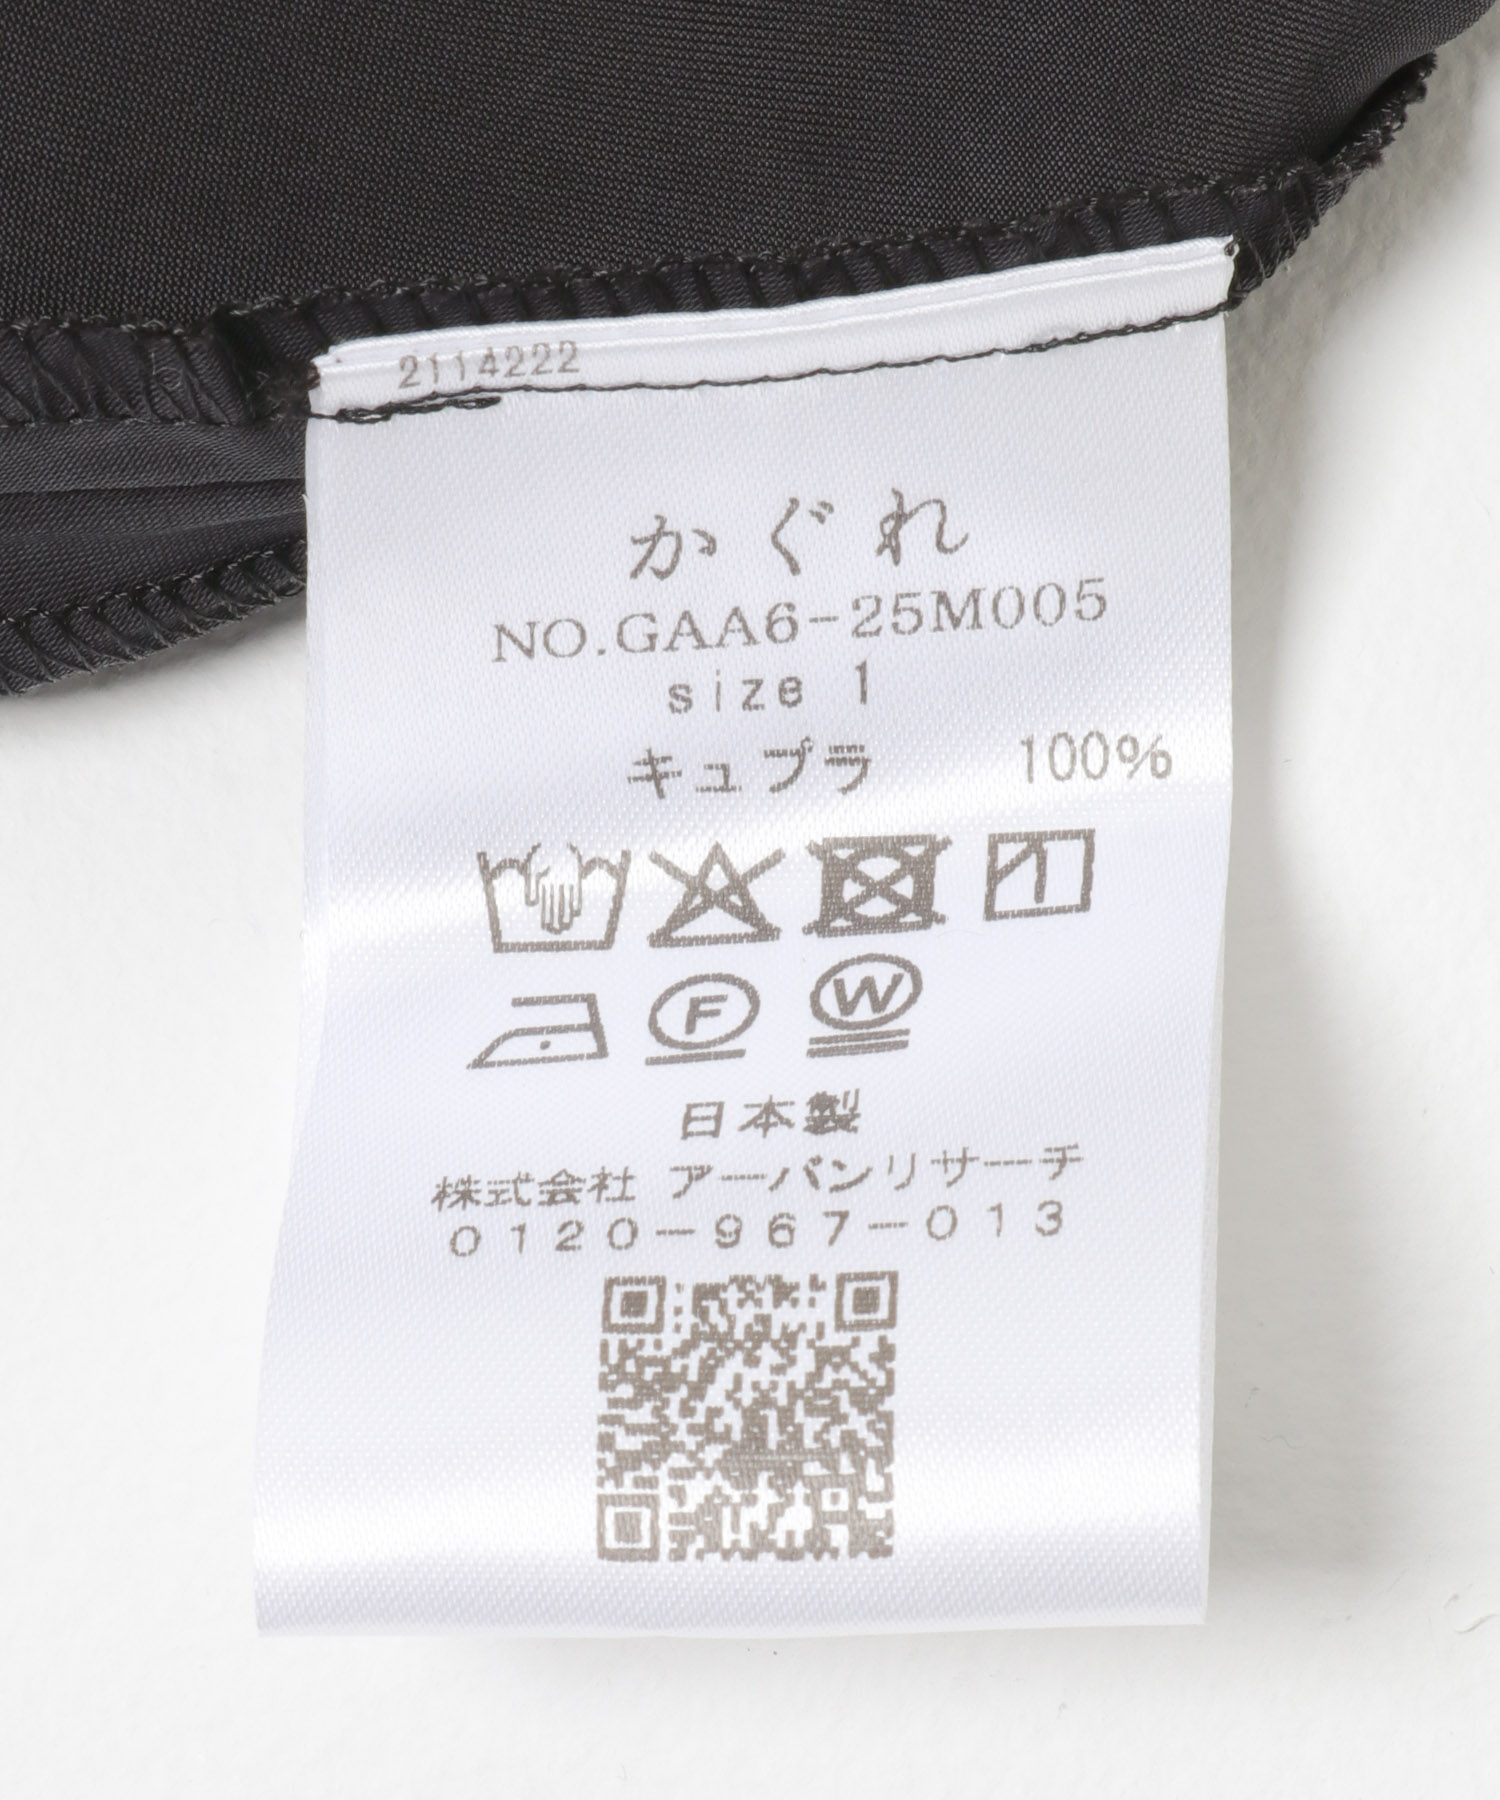 2114222
かぐれ
NO.GAA6-25M005
size 1
キュプラ 100%
F W
日本製
株式会社 アーバンリサーチ
0120-967-013